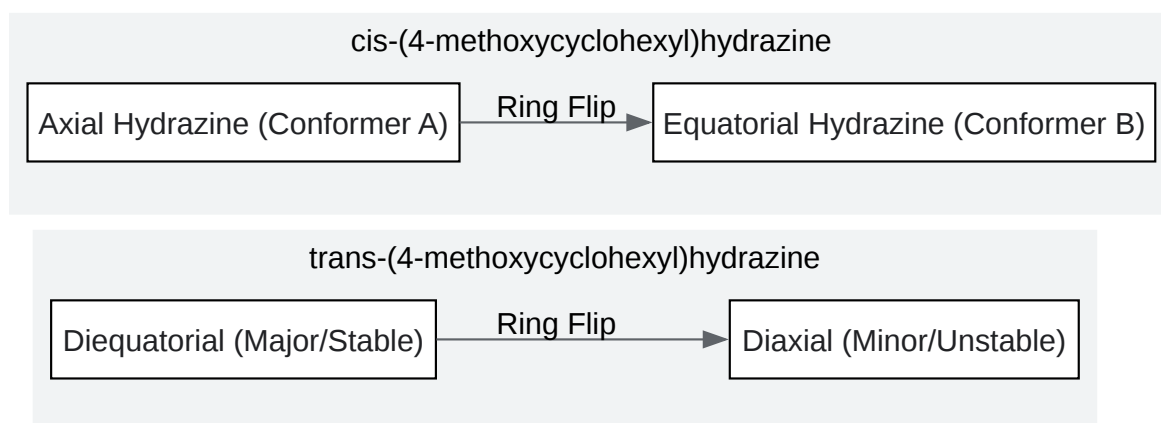 cis-(4-methoxycyclohexyl)hydrazine
Axial Hydrazine (Conformer A)
Ring Flip
Equatorial Hydrazine (Conformer B)
trans-(4-methoxycyclohexyl)hydrazine
Diequatorial (Major/Stable)
Ring Flip
Diaxial (Minor/Unstable)